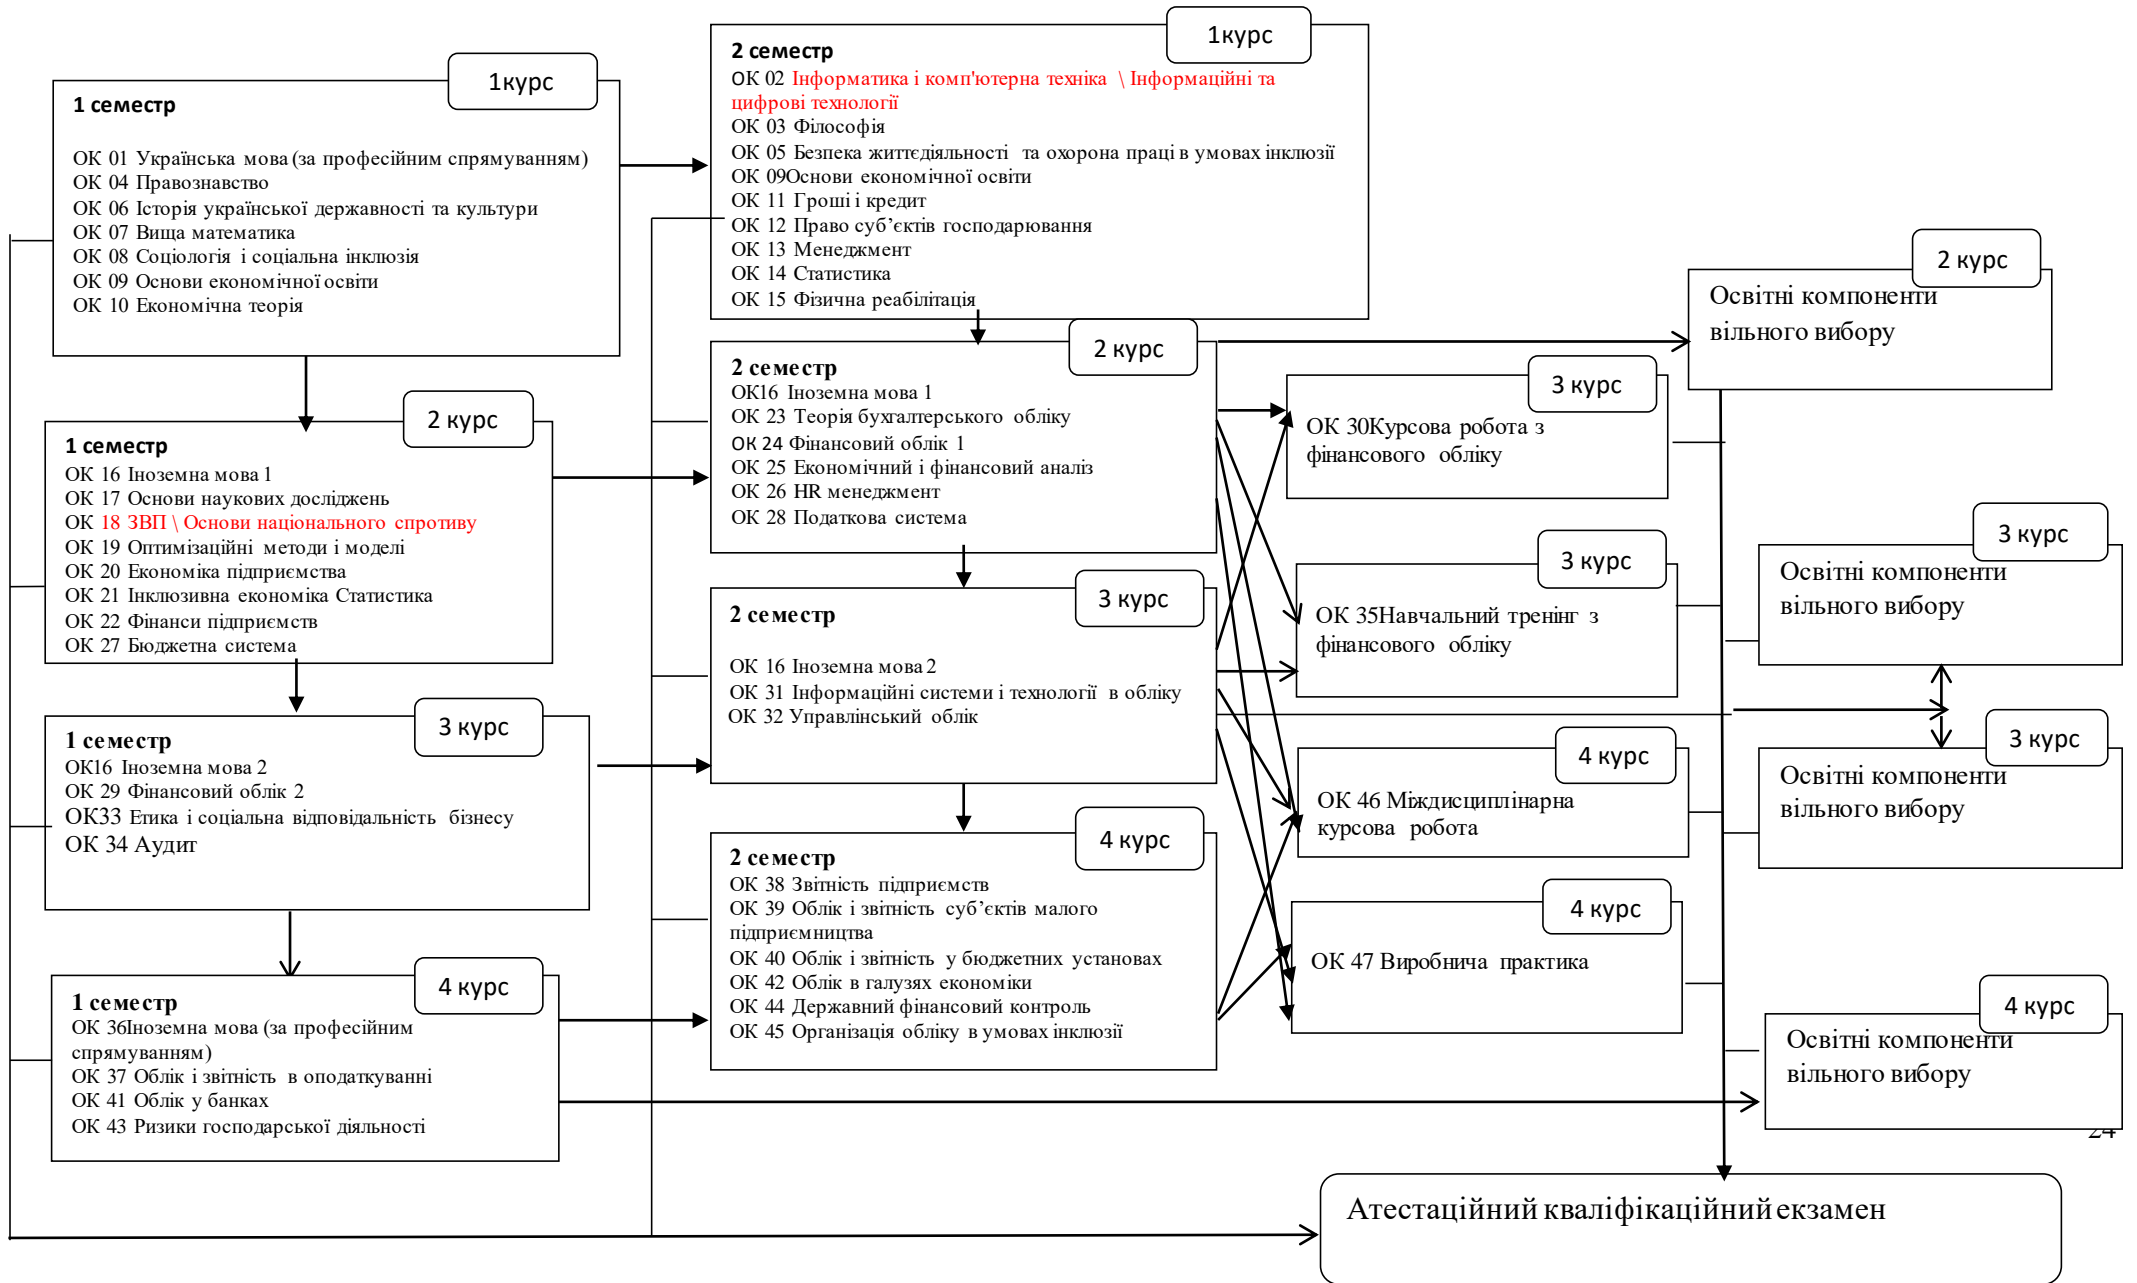 1курс
1 семестр
ОК 01 Українська мова (за професійним спрямуванням)
ОК 04 Правознавство
ОК 06 Історія української державності та культури
ОК 07 Вища математика
ОК 08 Соціологія і соціальна інклюзія
ОК 09 Основи економічної освіти
ОК 10 Економічна теорія
1курс
2 семестр
ОК 02 Інформатика і комп'ютерна техніка \ Інформаційні та
цифрові технології
ОК 03 Філософія
ОК 05 Безпека життєдіяльності та охорона праці в умовах інклюзії
ОК 09Основи економічної освіти
ОК 11 Гроші і кредит
ОК 12 Право суб’єктів господарювання
ОК 13 Менеджмент
ОК 14 Статистика
ОК 15 Фізична реабілітація
2 курс
1 семестр
ОК 16 Іноземна мова 1
ОК 17 Основи наукових досліджень
ОК 18 ЗВП \ Основи національного спротиву
ОК 19 Оптимізаційні методи і моделі
ОК 20 Економіка підприємства
ОК 21 Інклюзивна економіка Статистика
ОК 22 Фінанси підприємств
ОК 27 Бюджетна система
2 курс
2 семестр
ОК16 Іноземна мова 1
ОК 23 Теорія бухгалтерського обліку
ОК 24 Фінансовий облік 1
ОК 25 Економічний і фінансовий аналіз
ОК 26 HR менеджмент
ОК 28 Податкова система
2 курс
Освітні компоненти
вільного вибору
3 курс
ОК 30Курсова робота з
фінансового обліку
3 курс
ОК 35Навчальний тренінг з
фінансового обліку
3 курс
Освітні компоненти
вільного вибору
3 курс
1 семестр
ОК16 Іноземна мова 2
ОК 29 Фінансовий облік 2
ОК33 Етика і соціальна відповідальність бізнесу
ОК 34 Аудит
3 курс
2 семестр
ОК 16 Іноземна мова 2
ОК 31 Інформаційні системи і технології в обліку
ОК 32 Управлінський облік
4 курс
ОК 46 Міждисциплінарна
курсова робота
3 курс
Освітні компоненти
вільного вибору
4 курс
1 семестр
ОК 36Іноземна мова (за професійним
спрямуванням)
ОК 37 Облік і звітність в оподаткуванні
ОК 41 Облік у банках
ОК 43 Ризики господарської діяльності
4 курс
2 семестр
ОК 38 Звітність підприємств
ОК 39 Облік і звітність суб’єктів малого
підприємництва
ОК 40 Облік і звітність у бюджетних установах
ОК 42 Облік в галузях економіки
ОК 44 Державний фінансовий контроль
ОК 45 Організація обліку в умовах інклюзії
4 курс
ОК 47 Виробнича практика
4 курс
Освітні компоненти
вільного вибору
24
Атестаційний кваліфікаційний екзамен